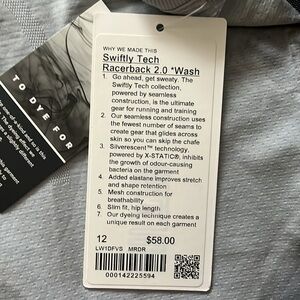 TO DYE FOR
WHY WE MADE THIS
Swiftly Tech
Racerback 2.0 *Wash
1. Go ahead, get sweaty. The
Swiftly Tech collection,
powered by seamless
construction, is the ultimate
gear for running and training
2. Our seamless construction uses
the fewest number of seams to
create gear that glides across
skin so you can skip the chafe
3. Silverescent™ technology,
powered by X-STATIC®, inhibits
the growth of odour-causing
bacteria on the garment
4. Added elastane improves stretch
and shape retention
5. Mesh construction for
breathability
6. Slim fit, hip length
7. Our dyeing technique creates a
unique result on each garment
12 $58.00
LW1DFVS MRDR
000142225594